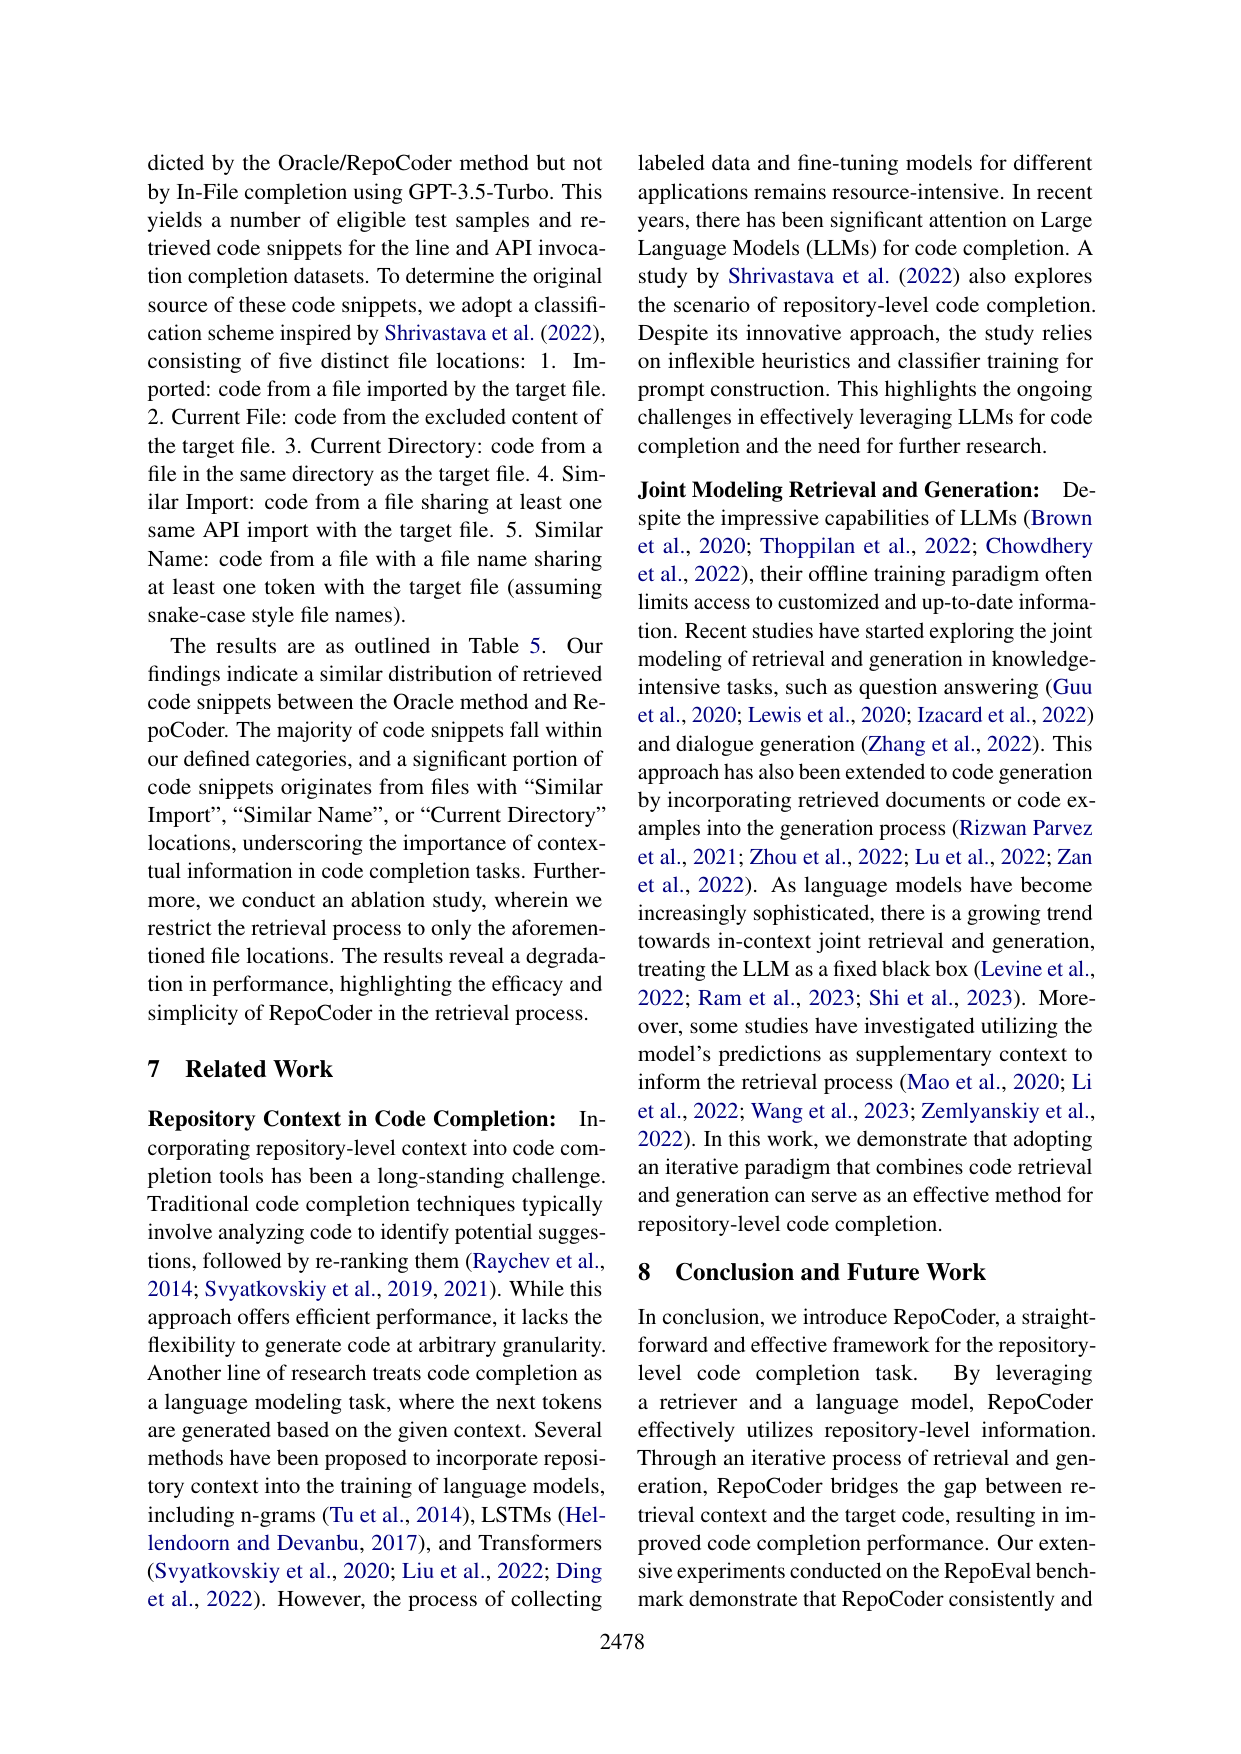 dicted by the Oracle/RepoCoder method but not
by In-File completion using GPT-3.5-Turbo. This
yields a number of eligible test samples and re-
trieved code snippets for the line and API invoca-
tion completion datasets. To determine the original
source of these code snippets, we adopt a classifi-
cation scheme inspired by Shrivastava et al. (2022),
consisting of five distinct file locations: 1. Im-
ported: code from a file imported by the target file.
2. Current File: code from the excluded content of
the target file. 3. Current Directory: code from a
file in the same directory as the target file. 4. Sim-
ilar Import: code from a file sharing at least one
same API import with the target file. 5. Similar
Name: code from a file with a file name sharing
at least one token with the target file (assuming
snake-case style file names).
The results are as outlined in Table 5. Our
findings indicate a similar distribution of retrieved
code snippets between the Oracle method and Re-
poCoder. The majority of code snippets fall within
our defined categories, and a significant portion of
code snippets originates from files with “Similar
Import”, “Similar Name”, or “Current Directory”
locations, underscoring the importance of contex-
tual information in code completion tasks. Further-
more, we conduct an ablation study, wherein we
restrict the retrieval process to only the aforemen-
tioned file locations. The results reveal a degrada-
tion in performance, highlighting the efficacy and
simplicity of RepoCoder in the retrieval process.
7 Related Work
Repository Context in Code Completion: In-
corporating repository-level context into code com-
pletion tools has been a long-standing challenge.
Traditional code completion techniques typically
involve analyzing code to identify potential sugges-
tions, followed by re-ranking them (Raychev et al.,
2014; Svyatkovskiy et al., 2019, 2021). While this
approach offers efficient performance, it lacks the
flexibility to generate code at arbitrary granularity.
Another line of research treats code completion as
a language modeling task, where the next tokens
are generated based on the given context. Several
methods have been proposed to incorporate reposi-
tory context into the training of language models,
including n-grams (Tu et al., 2014), LSTMs (Hel-
lendoorn and Devanbu, 2017), and Transformers
(Svyatkovskiy et al., 2020; Liu et al., 2022; Ding
et al., 2022). However, the process of collecting
labeled data and fine-tuning models for different
applications remains resource-intensive. In recent
years, there has been significant attention on Large
Language Models (LLMs) for code completion. A
study by Shrivastava et al. (2022) also explores
the scenario of repository-level code completion.
Despite its innovative approach, the study relies
on inflexible heuristics and classifier training for
prompt construction. This highlights the ongoing
challenges in effectively leveraging LLMs for code
completion and the need for further research.
Joint Modeling Retrieval and Generation: De-
spite the impressive capabilities of LLMs (Brown
et al., 2020; Thoppilan et al., 2022; Chowdhery
et al., 2022), their offline training paradigm often
limits access to customized and up-to-date informa-
tion. Recent studies have started exploring the joint
modeling of retrieval and generation in knowledge-
intensive tasks, such as question answering (Guu
et al., 2020; Lewis et al., 2020; Izacard et al., 2022)
and dialogue generation (Zhang et al., 2022). This
approach has also been extended to code generation
by incorporating retrieved documents or code ex-
amples into the generation process (Rizwan Parvez
et al., 2021; Zhou et al., 2022; Lu et al., 2022; Zan
et al., 2022). As language models have become
increasingly sophisticated, there is a growing trend
towards in-context joint retrieval and generation,
treating the LLM as a fixed black box (Levine et al.,
2022; Ram et al., 2023; Shi et al., 2023). More-
over, some studies have investigated utilizing the
model’s predictions as supplementary context to
inform the retrieval process (Mao et al., 2020; Li
et al., 2022; Wang et al., 2023; Zemlyanskiy et al.,
2022). In this work, we demonstrate that adopting
an iterative paradigm that combines code retrieval
and generation can serve as an effective method for
repository-level code completion.
8 Conclusion and Future Work
In conclusion, we introduce RepoCoder, a straight-
forward and effective framework for the repository-
level code completion task. By leveraging
a retriever and a language model, RepoCoder
effectively utilizes repository-level information.
Through an iterative process of retrieval and gen-
eration, RepoCoder bridges the gap between re-
trieval context and the target code, resulting in im-
proved code completion performance. Our exten-
sive experiments conducted on the RepoEval bench-
mark demonstrate that RepoCoder consistently and
2478